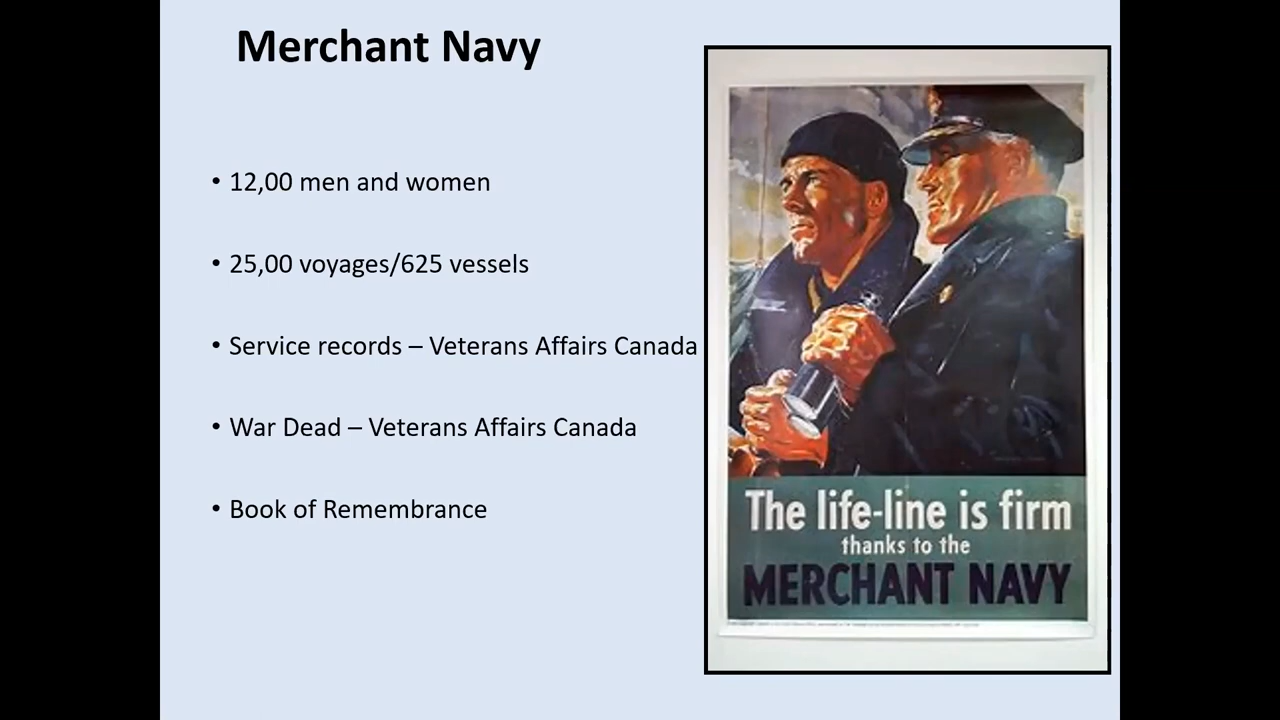 Merchant Navy
• 12,00 men and women
• 25,00 voyages/625 vessels
• Service records – Veterans Affairs Canada
• War Dead – Veterans Affairs Canada
• Book of Remembrance
The life-line is firm
thanks to the
MERCHANT NAVY